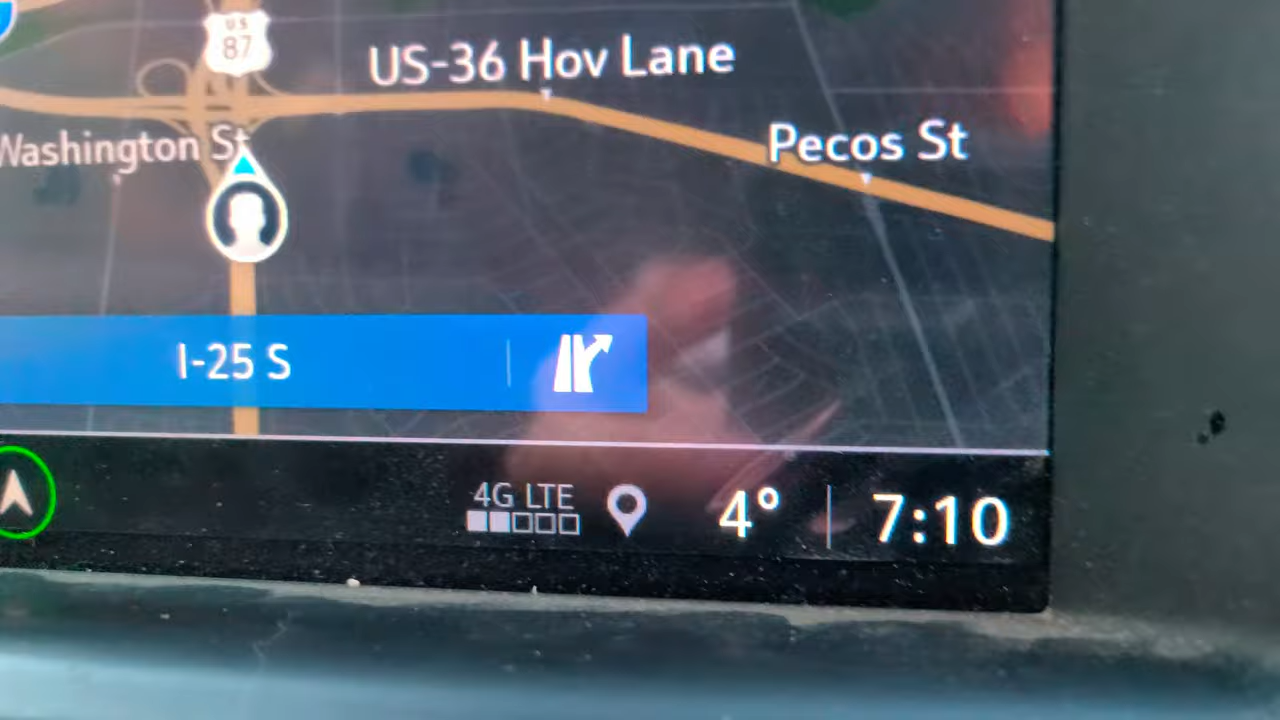 US
87
US-36 Hov Lane
Washington St
Pecos St
I-25 S
4G LTE
4° 7:10